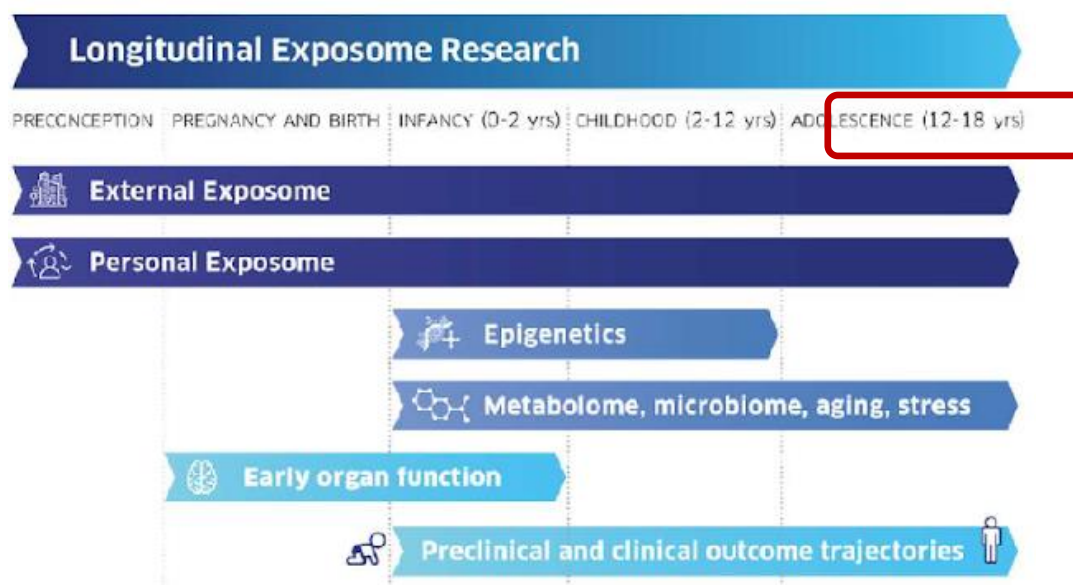 Longitudinal Exposome Research
PRECONCEPTION PREGNANCY AND BIRTH INFANCY (0-2 yrs) CHILDHOOD (2-12 yrs) ADOLESCENCE (12-18 yrs)
External Exposome
Personal Exposome
Epigenetics
Metabolome, microbiome, aging, stress
Early organ function
Preclinical and clinical outcome trajectories